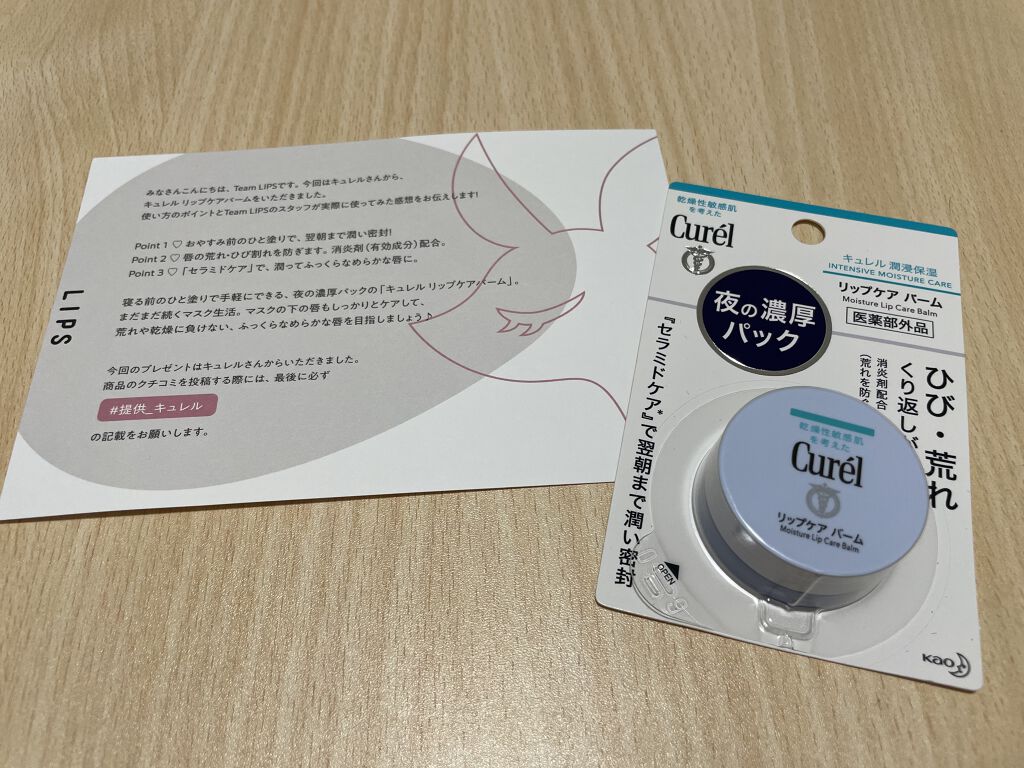 LIPS
みなさんこんにちは、Team LIPSです。今回はキュレルさんから、
キュレル リップケアバームをいただきました。
使い方のポイントとTeam LIPSのスタッフが実際に使ってみた感想をお伝えします!
Point 1 ♡ おやすみ前のひと塗りで、翌朝まで潤い密封!
Point 2 ♡ 唇の荒れ・ひび割れを防ぎます。消炎剤(有効成分)配合。
Point 3 ♡「セラミドケア」で、潤ってふっくらなめらかな唇に。
寝る前のひと塗りで手軽にできる、夜の濃厚パックの「キュレル リップケアバーム」。
まだまだ続くマスク生活。マスクの下の唇もしっかりとケアして、
荒れや乾燥に負けない、ふっくらなめらかな唇を目指しましょう♪
今回のプレゼントはキュレルさんからいただきました。
商品のクチコミを投稿する際には、最後に必ず
#提供_キュレル
の記載をお願いします。
乾燥性敏感肌
を考えた
Curél
キュレル 潤浸保湿
INTENSIVE MOISTURE CARE
リップケア バーム
Moisture Lip Care Balm
医薬部外品
夜の濃厚
パック
ひび・荒れ
くり返しが
消炎剤配合
(荒れを防ぐ
『セラミドケア*』で翌朝まで潤い密封
乾燥性敏感肌
を考えた
Curél
リップケア バーム
Moisture Lip Care Balm
OPEN
Kao